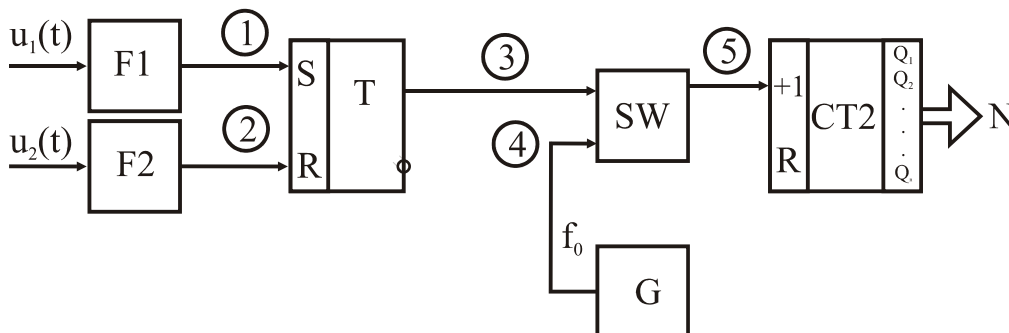 u₁(t)
F1
1
S
T
R
u₂(t)
F2
2
3
4
SW
5
+1
R
CT2
Q₁
Q₂
.
.
.
Q
N
f₀
G